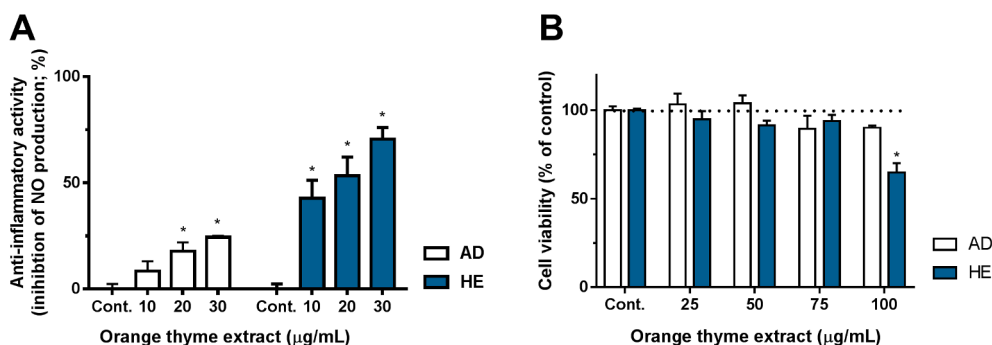 A
Anti-inflammatory activity
(inihibtion of NO production; %)
100
50
0
* *
* * *
Cont. 10 20 30 Cont. 10 20 30
Orange thyme extract (μg/mL)
AD
HE
B
Cell viability (% of control)
100
50
0
*
Cont. 25 50 75 100
Orange thyme extract (μg/mL)
AD
HE